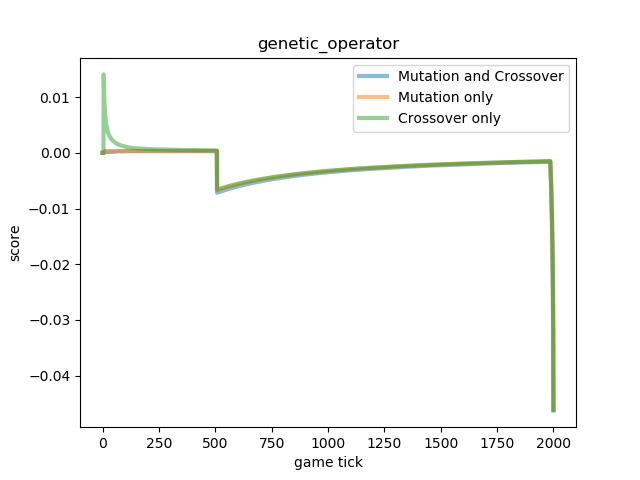 genetic_operator
Mutation and Crossover
Mutation only
Crossover only
0.01
0.00
−0.01
−0.02
−0.03
−0.04
score
0 250 500 750 1000 1250 1500 1750 2000
game tick